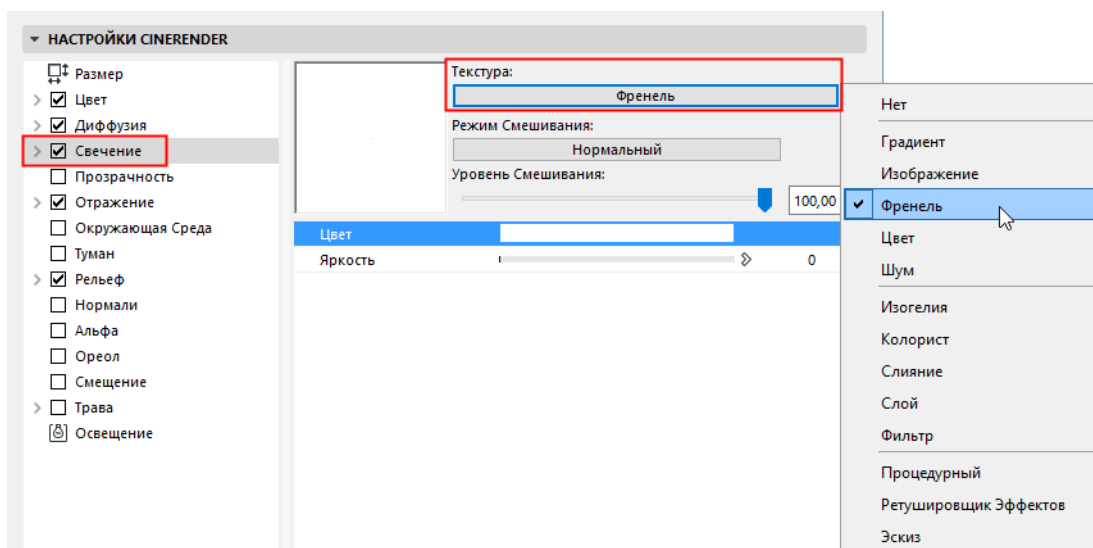 НАСТРОЙКИ CINERENDER
Размер
Цвет
Диффузия
Свечение
Прозрачность
Отражение
Окружающая Среда
Туман
Рельеф
Нормали
Альфа
Ореол
Смещение
Трава
Освещение
Текстура:
Френель
Режим Смешивания:
Нормальный
Уровень Смешивания:
100,00
Цвет
Яркость 0
Нет
Градиент
Изображение
Френель
Цвет
Шум
Изогелия
Колорист
Слияние
Слой
Фильтр
Процедурный
Ретушировщик Эффектов
Эскиз